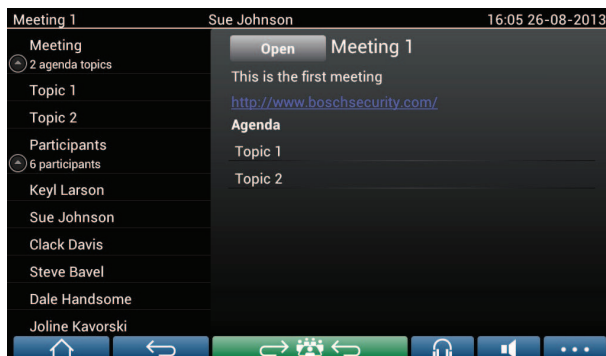 Meeting 1 Sue Johnson 16:05 26-08-2013
Meeting
2 agenda topics
Topic 1
Topic 2
Participants
6 participants
Keyl Larson
Sue Johnson
Clack Davis
Steve Bavel
Dale Handsome
Joline Kavorski
Open Meeting 1
This is the first meeting
http://www.boschsecurity.com/
Agenda
Topic 1
Topic 2